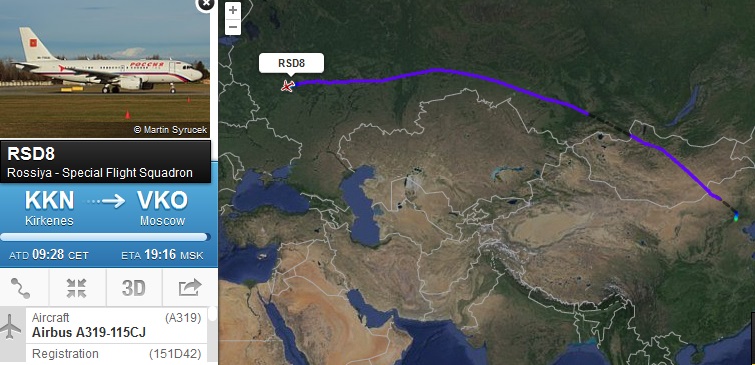 © Martin Syrucek
RSD8
Rossiya - Special Flight Squadron
KKN
VKO
Kirkenes
Moscow
ATD 09:28 CET
ETA 19:16 MSK
3D
Aircraft
(A319)
Airbus A319-115CJ
Registration
(151D42)
+
−
RSD8